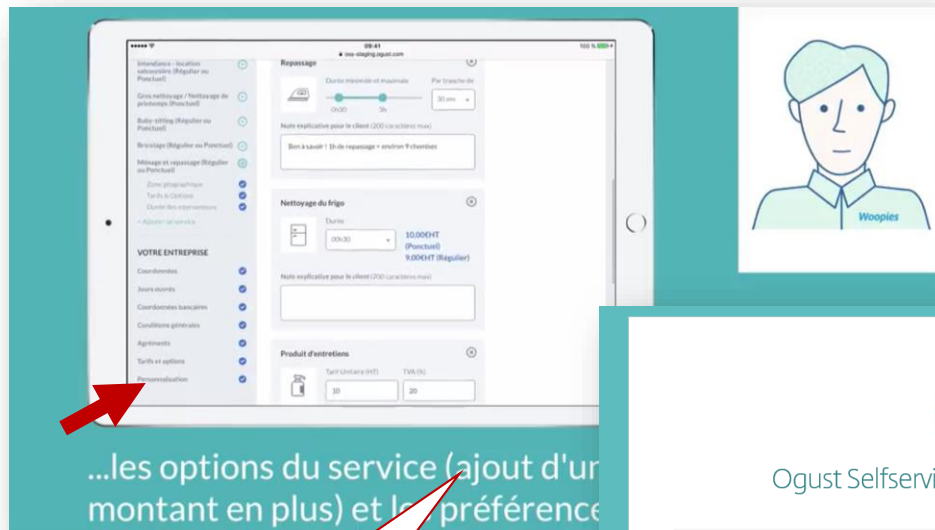 09:41
100 %
oxy-staging.ogust.com
Intendance - location
saisonnière (Régulier ou
Ponctuel)
Gros nettoyage / Nettoyage de
printemps (Ponctuel)
Baby-sitting (Régulier ou
Ponctuel)
Bricolage (Régulier ou Ponctuel)
Ménage et repassage (Régulier
ou Ponctuel)
Zone géographique
Tarifs & Options
Durée des interventions
+ Ajouter un service
VOTRE ENTREPRISE
Coordonnées
Jours ouvrés
Coordonnées bancaires
Conditions générales
Agréments
Tarifs et options
Personnalisation
Repassage
Durée minimale et maximale
Par tranche de
0h30
3h
30 mn
Note explicative pour le client (200 caractères max)
Bon à savoir ! 1h de repassage = environ 9 chemises
Nettoyage du frigo
Durée
00h30
10.00€HT
(Ponctuel)
9.00€HT (Régulier)
Note explicative pour le client (200 caractères max)
Produit d'entretiens
Tarif Unitaire (HT)
TVA (%)
10
20
...les options du service (ajout d'un
montant en plus) et les préférence
Woopies
Ogust Selfservi